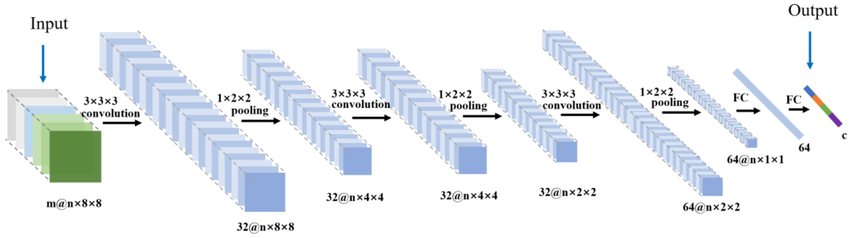 Input
Output
3×3×3
convolution
1×2×2
pooling
3×3×3
convolution
1×2×2
pooling
3×3×3
convolution
1×2×2
pooling
FC
FC
m@n×8×8
32@n×8×8
32@n×4×4
32@n×4×4
32@n×2×2
64@n×2×2
64@n×1×1
64
c